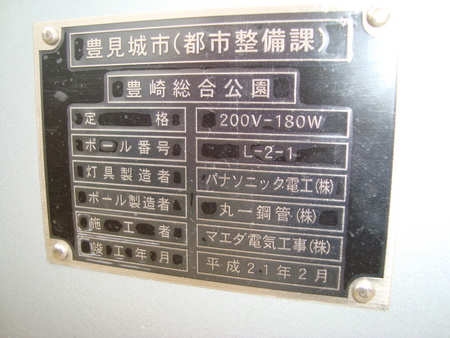 豊見城市(都市整備課)
豊崎総合公園
定格 200V-180W
ポール番号 L-2-1
灯具製造者 パナソニック電工(株)
ポール製造者 丸一鋼管(株)
施工者 マエダ電気工事(株)
竣工年月 平成21年2月